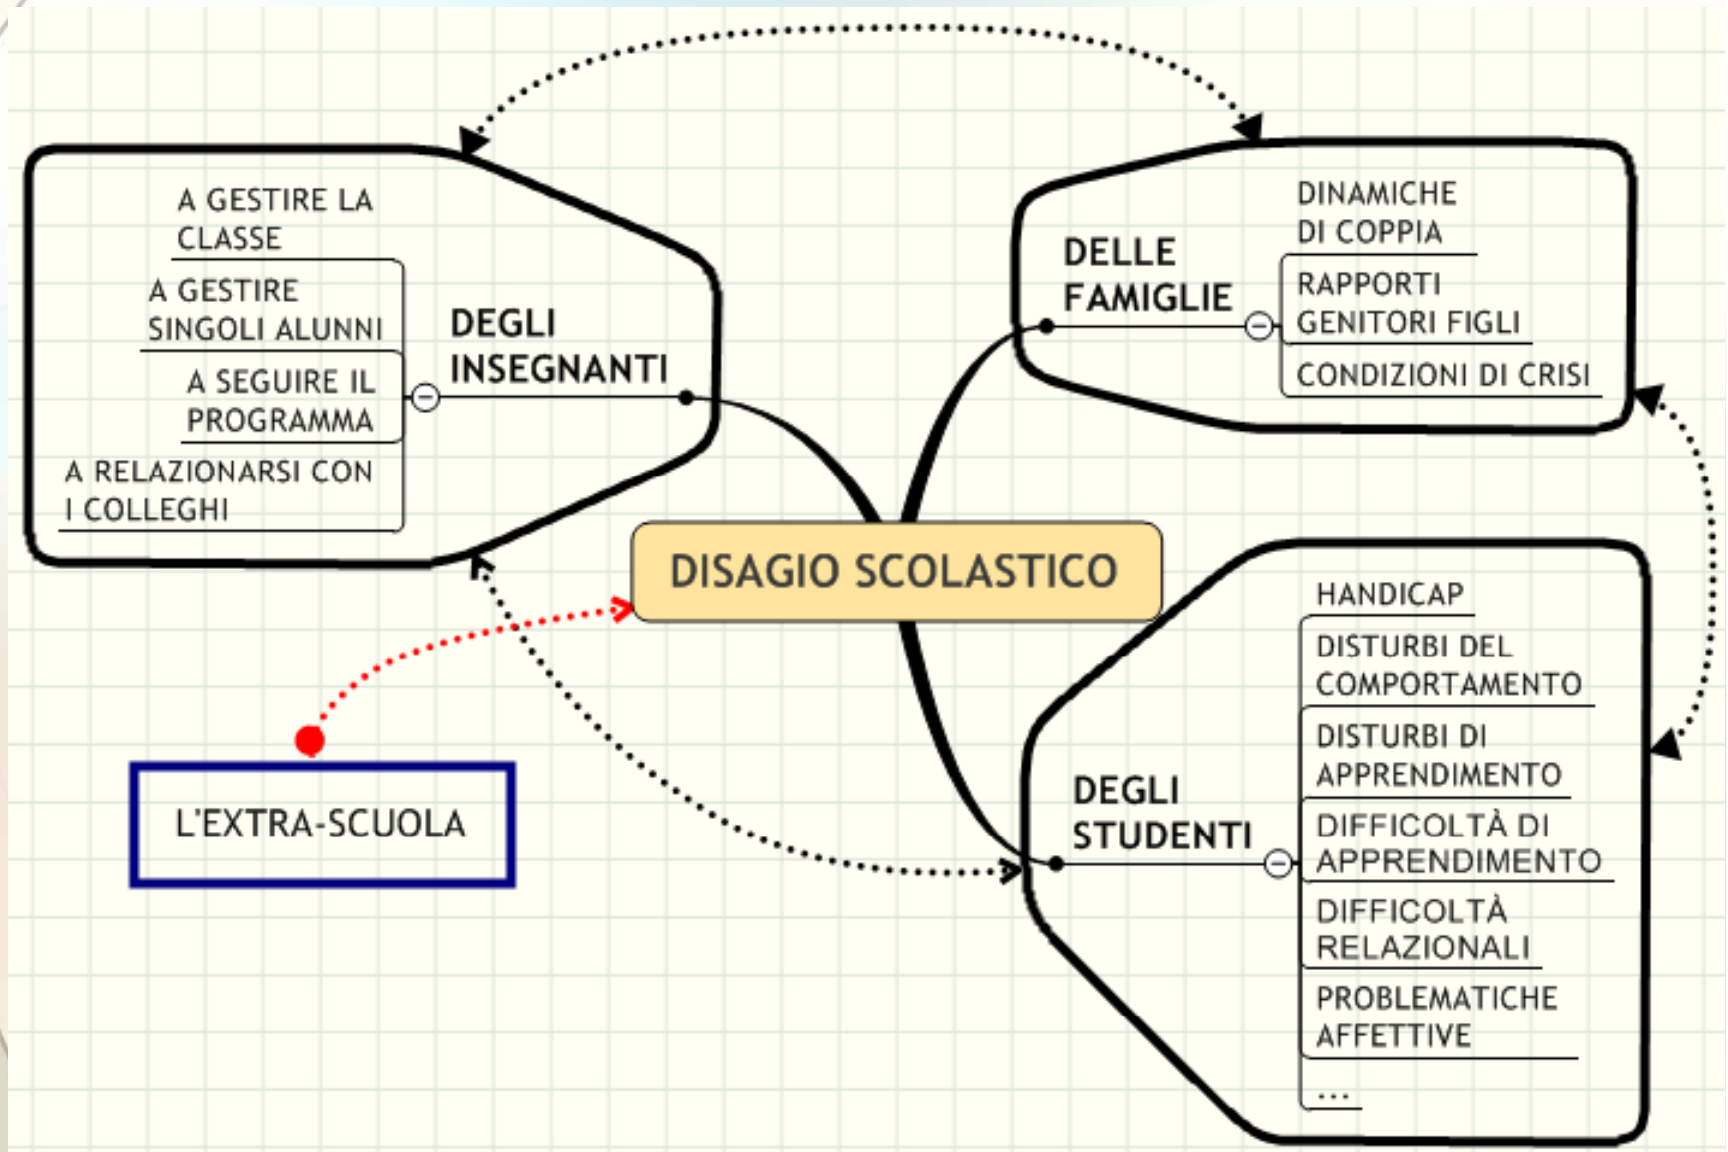 A GESTIRE LA
CLASSE
A GESTIRE
SINGOLI ALUNNI
A SEGUIRE IL
PROGRAMMA
A RELAZIONARSI CON
I COLLEGHI
DEGLI
INSEGNANTI
DELLE
FAMIGLIE
DINAMICHE
DI COPPIA
RAPPORTI
GENITORI FIGLI
CONDIZIONI DI CRISI
DISAGIO SCOLASTICO
L'EXTRA-SCUOLA
DEGLI
STUDENTI
HANDICAP
DISTURBI DEL
COMPORTAMENTO
DISTURBI DI
APPRENDIMENTO
DIFFICOLTÀ DI
APPRENDIMENTO
DIFFICOLTÀ
RELAZIONALI
PROBLEMATICHE
AFFETTIVE
...